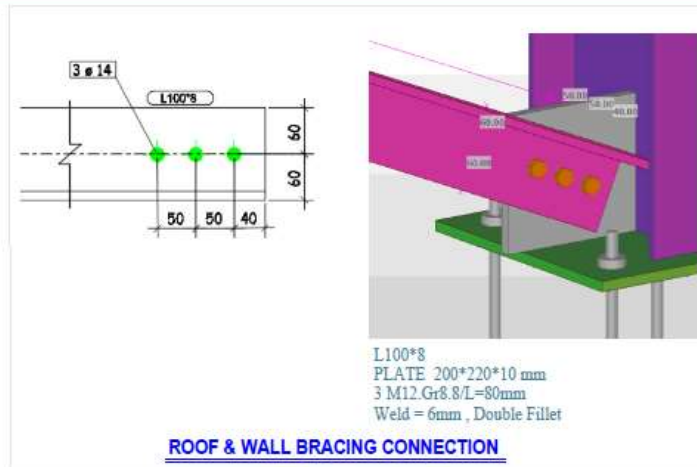 3 ø 14
L100*8
60
60
50 50 40
50.00
50.00
40.00
60.00
60.00
L100*8
PLATE 200*220*10 mm
3 M12.Gr8.8/L=80mm
Weld = 6mm , Double Fillet
ROOF & WALL BRACING CONNECTION